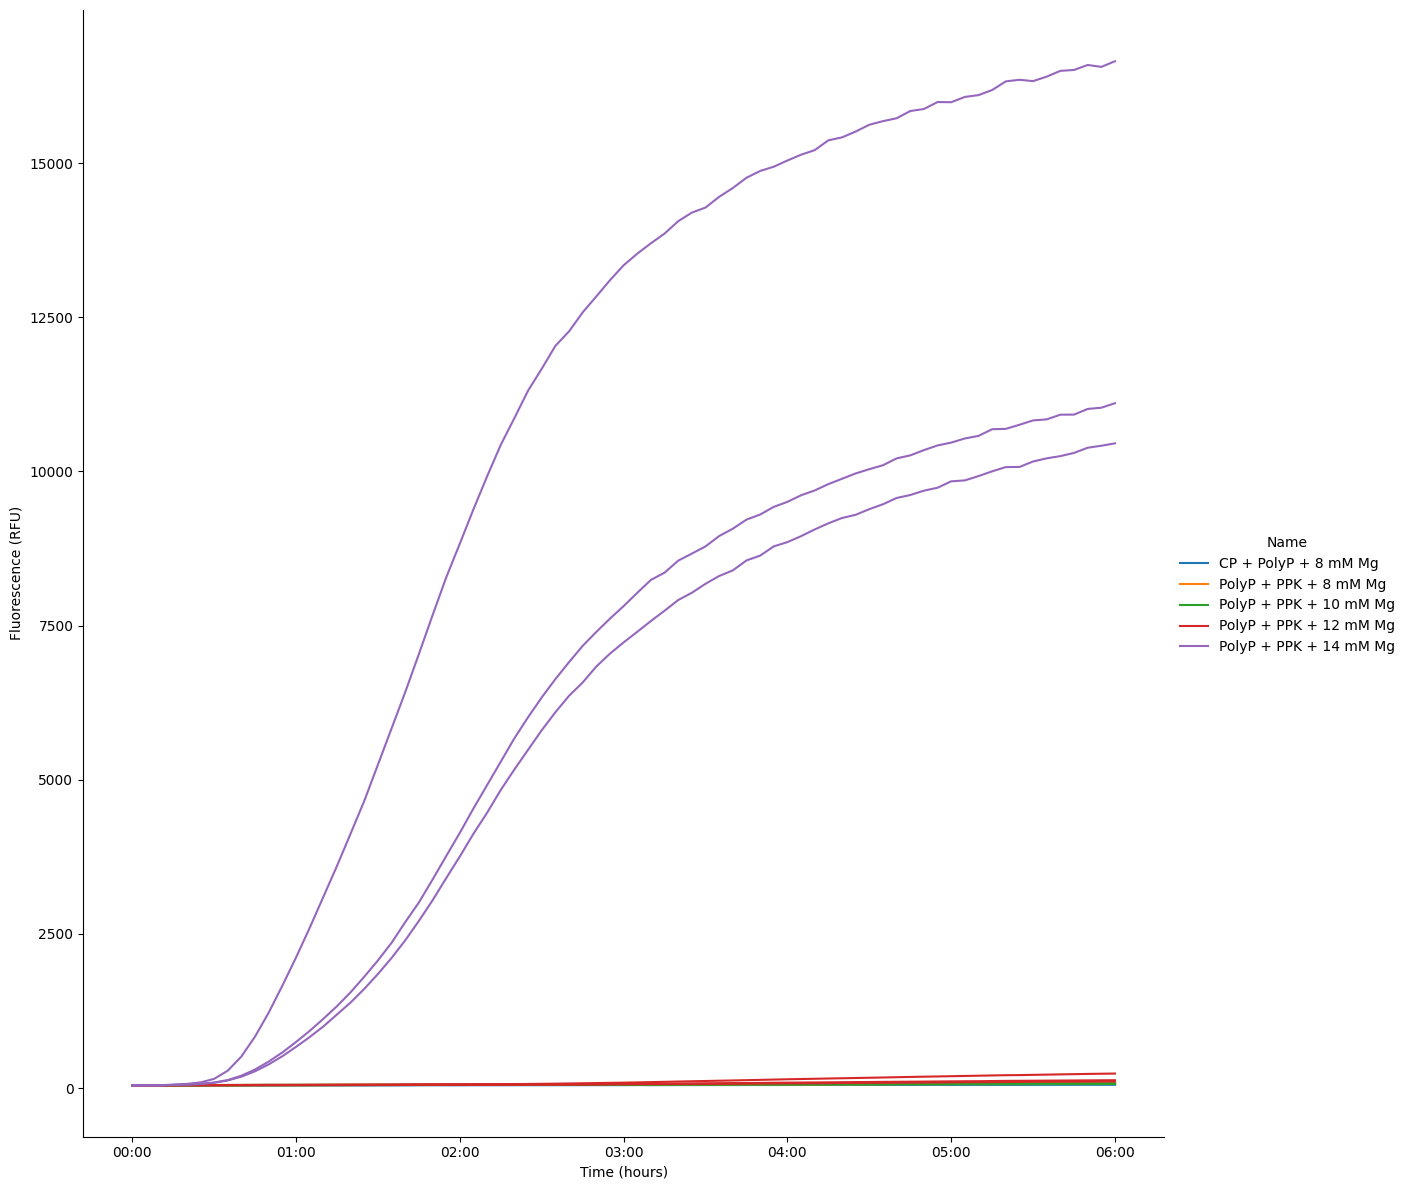 15000
12500
10000
7500
5000
2500
0
Fluorescence (RFU)
00:00 01:00 02:00 03:00 04:00 05:00 06:00
Time (hours)
Name
CP + PolyP + 8 mM Mg
PolyP + PPK + 8 mM Mg
PolyP + PPK + 10 mM Mg
PolyP + PPK + 12 mM Mg
PolyP + PPK + 14 mM Mg